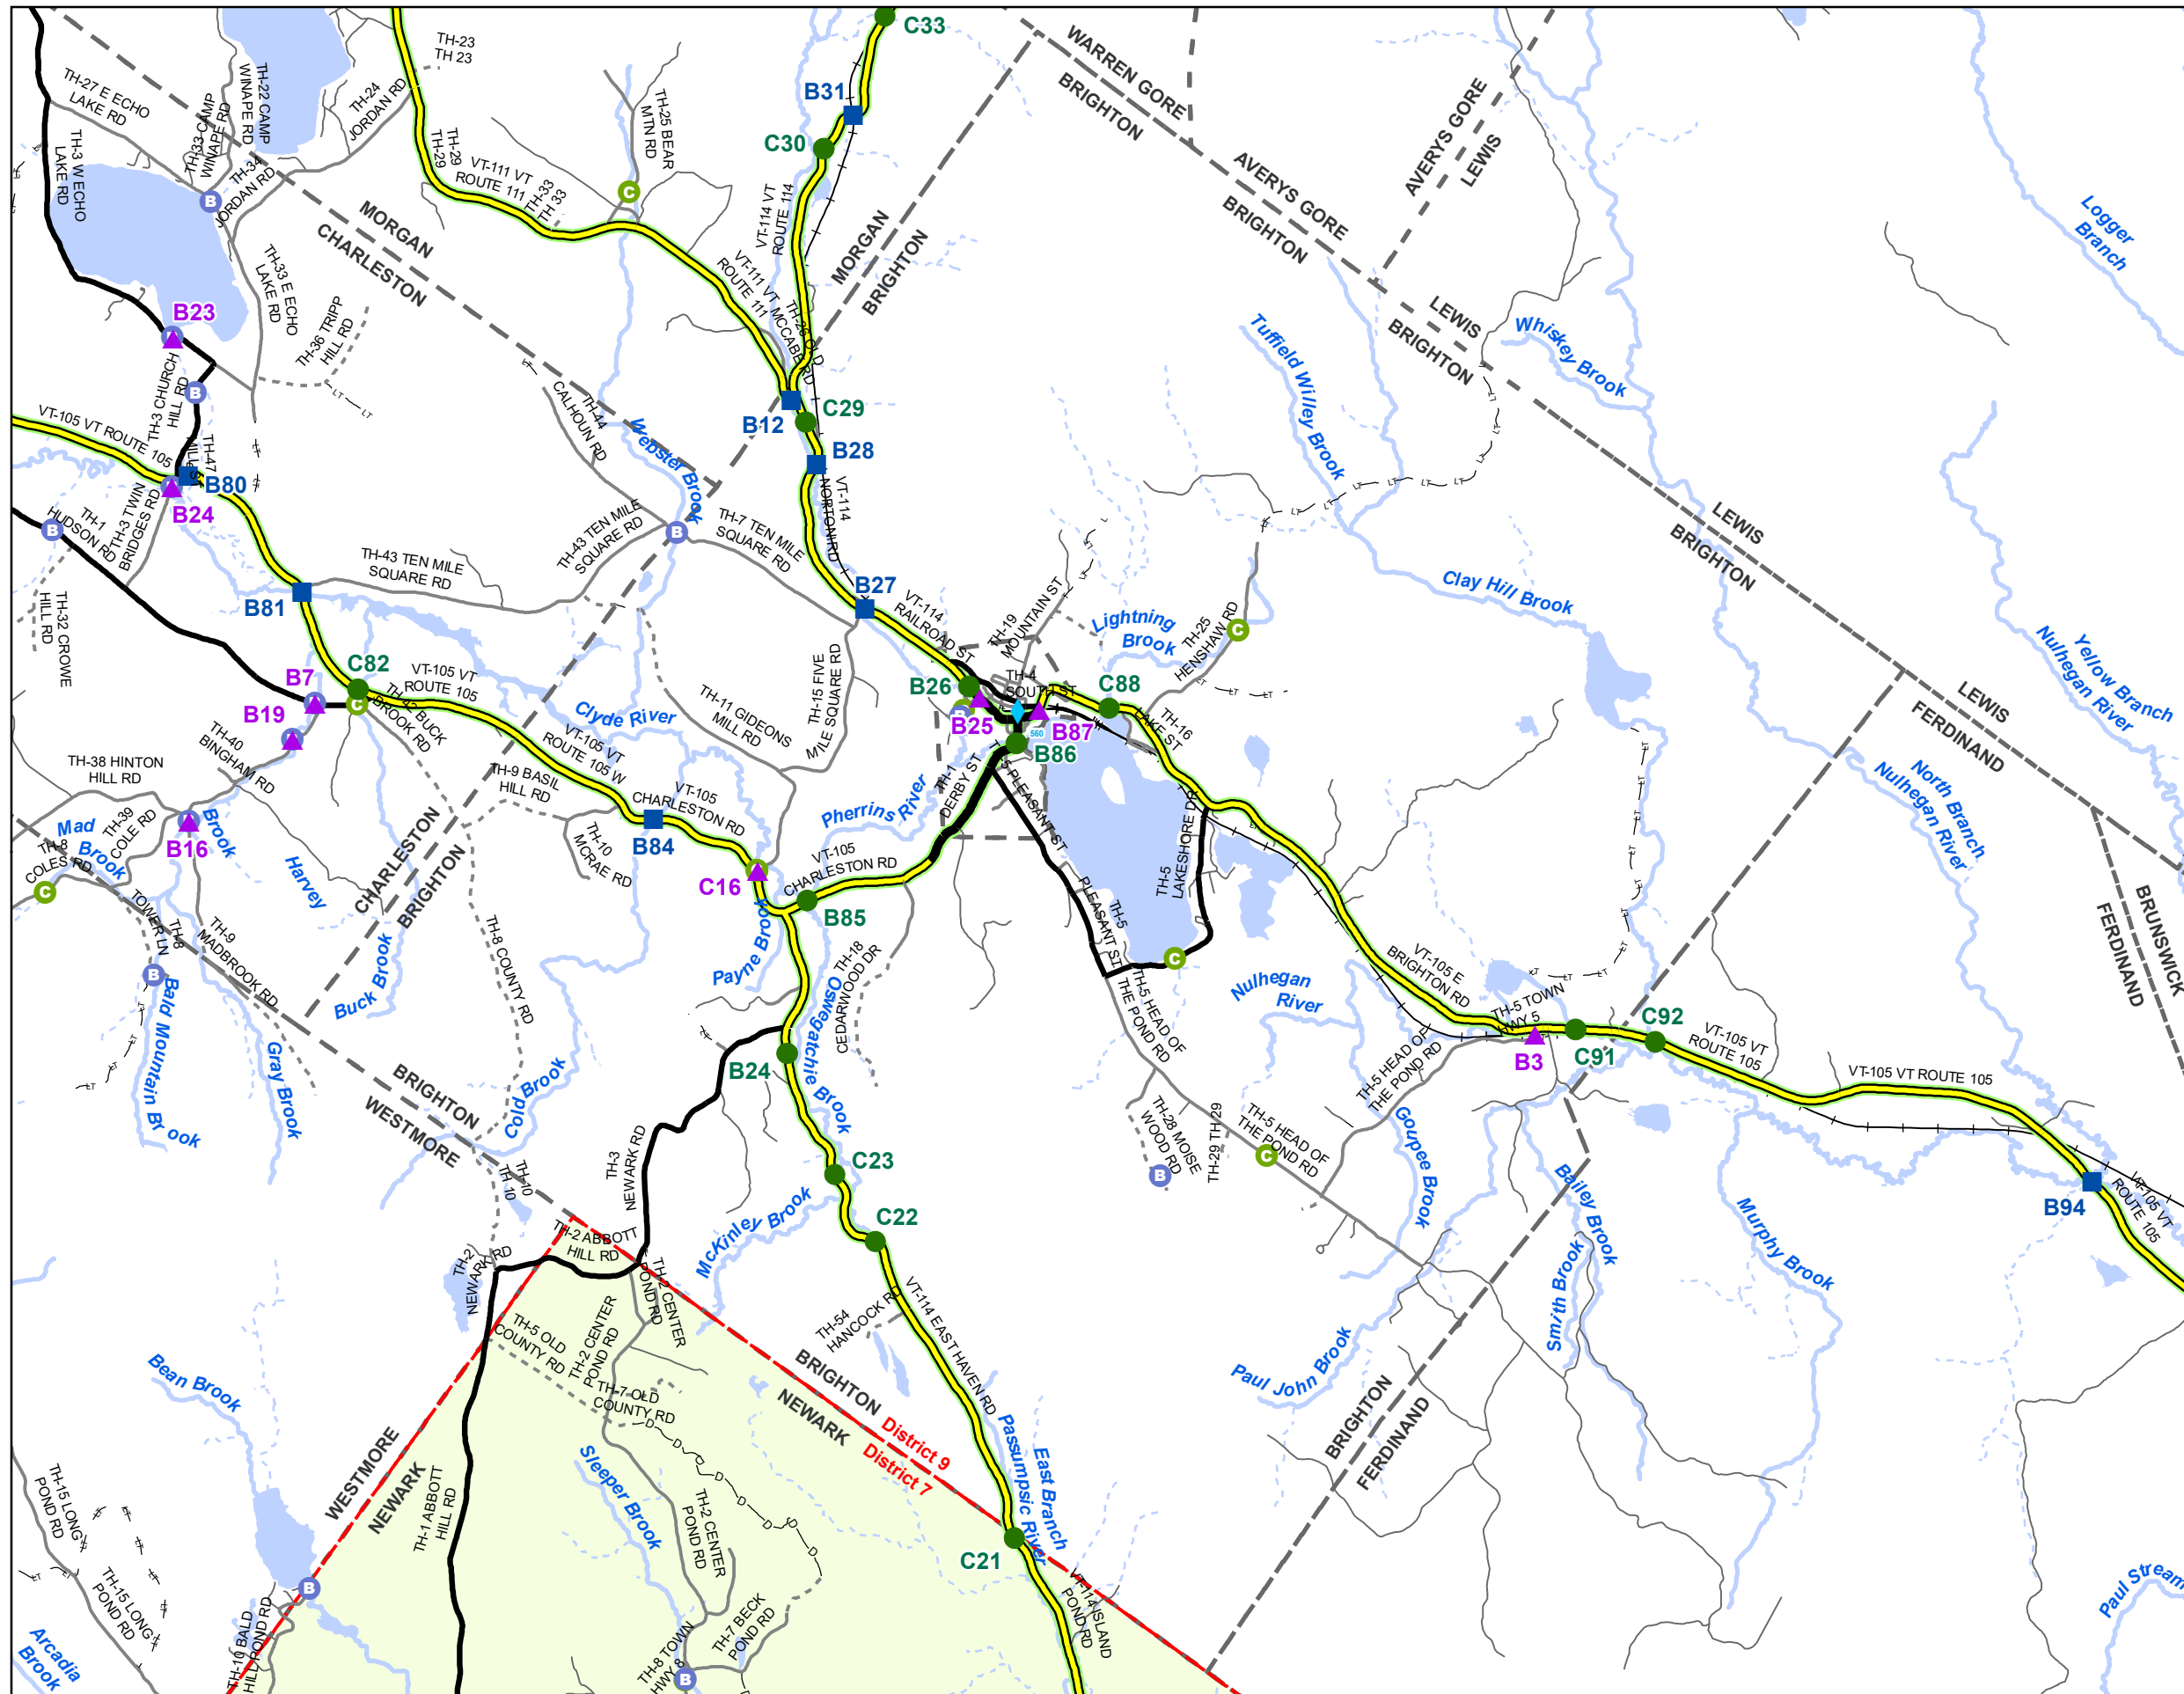 C33
TH-23
TH 23
WARREN GORE
BRIGHTON
TH-27 E ECHO
LAKE RD
TH-33 CAMP
WINAPE RD
TH-22 CAMP
WINAPE RD
TH-24
JORDAN RD
B31
C30
TH-25 BEAR
MTN RD
C
TH-29
TH-29
VT-111 VT
ROUTE 111
TH-33
TH 33
TH-3 W ECHO
LAKE RD
TH-34
JORDAN RD
B
AVERYS GORE
LEWIS
AVERYS GORE
BRIGHTON
VT-114 VT
ROUTE 114
MORGAN
CHARLESTON
MORGAN
BRIGHTON
Logger
Branch
TH-33 E ECHO
LAKE RD
TH-36 TRIPP
HILL RD
VT-111 VT
ROUTE 111
TH-26 OLD
MCCABE RD
B23
TH-3 CHURCH
HILL RD
B
LEWIS
BRIGHTON
Whiskey Brook
Tuffield Willey Brook
VT-105 VT ROUTE 105
TH-47
MILL ST
TH-44
CALHOUN RD
Webster Brook
C29
B12
B28
VT-114
NORTON RD
B80
B24
TH-3 TWIN
BRIDGES RD
TH-1
HUDSON RD
B
TH-43 TEN MILE
SQUARE RD
TH-43 TEN MILE
SQUARE RD
B
TH-7 TEN MILE
SQUARE RD
LEWIS
BRIGHTON
Clay Hill Brook
B81
B27
VT-114
RAILROAD ST
TH-19
MOUNTAIN ST
Lightning
Brook
TH-25
HENSHAW RD
C
TH-32 CROWE
HILL RD
Yellow Branch
Nulhegan River
B7
C82
C
VT-105 VT
ROUTE 105
TH-42 BUCK
BROOK RD
B19
TH-40
BINGHAM RD
Clyde River
TH-11 GIDEONS
MILL RD
TH-15 FIVE
MILE SQUARE RD
B26
TH-4
SOUTH ST
C88
B25
560
B87
B86
TH-16
LAKE ST
LEWIS
FERDINAND
TH-38 HINTON
HILL RD
TH-39
COLE RD
VT-105 VT
ROUTE 105 W
TH-9 BASIL
HILL RD
VT-105
CHARLESTON RD
B84
TH-10
MCRAE RD
Pherrins River
TH-1
DERBY ST
TH-5 PLEASANT ST
North Branch
Nulhegan River
Mad
Brook
TH-8
COLES RD
C
B16
Brook
Harvey
CHARLESTON
BRIGHTON
C16
VT-105
CHARLESTON RD
B85
TH-5
LAKESHORE DR
TH-5
PLEASANT ST
C
BRUNSWICK
FERDINAND
TOWER LN
TH-8
TH-9
MADBROOK RD
B
Bald Mountain Brook
Gray Brook
Buck Brook
TH-8 COUNTY RD
Payne Brook
TH-18
CEDARWOOD DR
Oswegatchie Brook
Nulhegan
River
VT-105 E
BRIGHTON RD
TH-5 TOWN
HWY 5
TH-5 HEAD OF
THE POND RD
TH-5 HEAD OF
THE POND RD
B3
C91
C92
VT-105 VT
ROUTE 105
VT-105 VT ROUTE 105
B24
Cold Brook
BRIGHTON
WESTMORE
TH-10
TH 10
TH-3
NEWARK RD
C23
C22
McKinley Brook
TH-28 MOISE
WOOD RD
B
TH-29 TH 29
TH-5 HEAD OF
THE POND RD
C
Goupee Brook
Bailey Brook
Smith Brook
Murphy Brook
B94
VT-105 VT
ROUTE 105
TH-2 ABBOTT
HILL RD
TH-2
NEWARK RD
TH-2 CENTER
POND RD
TH-2 CENTER
POND RD
TH-5 OLD
COUNTY RD
TH-7 OLD
COUNTY RD
TH-54
HANCOCK RD
VT-114 EAST HAVEN RD
BRIGHTON
NEWARK
District 9
District 7
Paul John Brook
BRIGHTON
FERDINAND
Bean Brook
WESTMORE
NEWARK
TH-1 ABBOTT
HILL RD
Sleeper Brook
TH-2 CENTER
POND RD
East Branch
Passumpsic River
C21
VT-114 ISLAND
POND RD
TH-15 LONG
POND RD
TH-15 LONG
POND RD
B
TH-10 BALD
HILL POND RD
TH-8 TOWN
HWY 8
B
TH-7 BECK
POND RD
Arcadia
Brook
Paul Stream